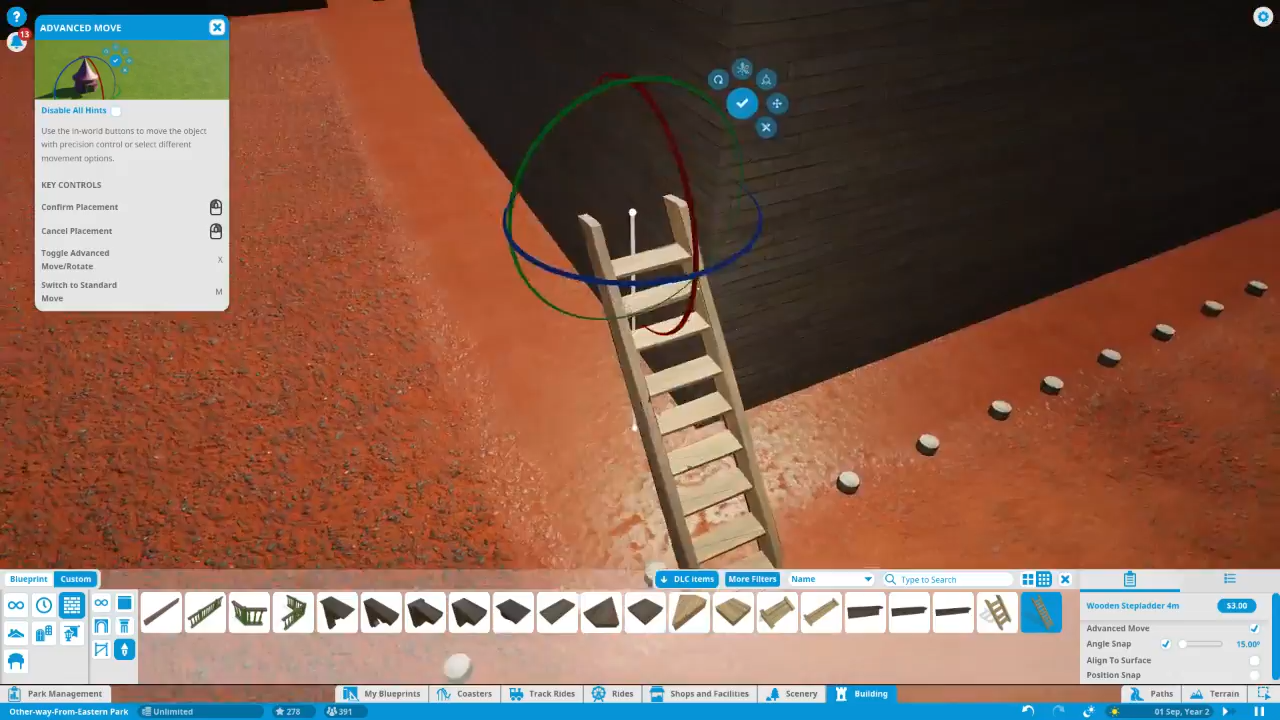 ?
ADVANCED MOVE
13
Disable All Hints
Use the in-world buttons to move the object
with precision control or select different
movement options.
KEY CONTROLS
Confirm Placement
Cancel Placement
Toggle Advanced
Move/Rotate
X
Switch to Standard
Move
M
Blueprint
Custom
DLC items
More Filters
Name
Type to Search
Wooden Stepladder 4m
$3.00
Advanced Move
Angle Snap
15.00°
Align To Surface
Position Snap
Park Management
My Blueprints
Coasters
Track Rides
Rides
Shops and Facilities
Scenery
Building
Paths
Terrain
Other-way-From-Eastern Park
Unlimited
278
391
01 Sep, Year 2